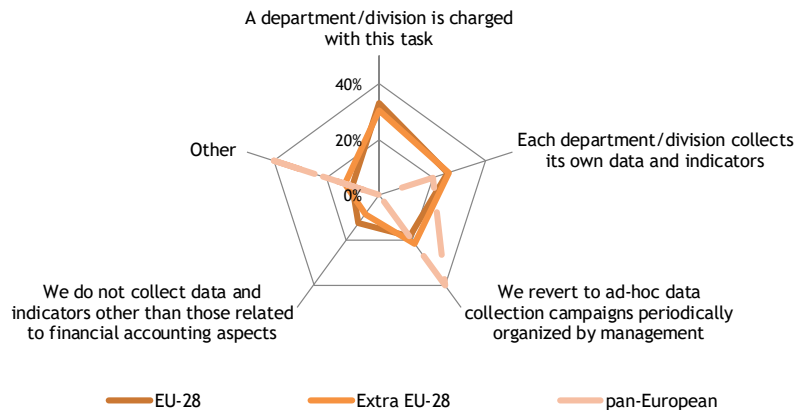 A department/division is charged
with this task
40%
20%
0%
Other
Each department/division collects
its own data and indicators
We do not collect data and
indicators other than those related
to financial accounting aspects
We revert to ad-hoc data
collection campaigns periodically
organized by management
EU-28
Extra EU-28
pan-European